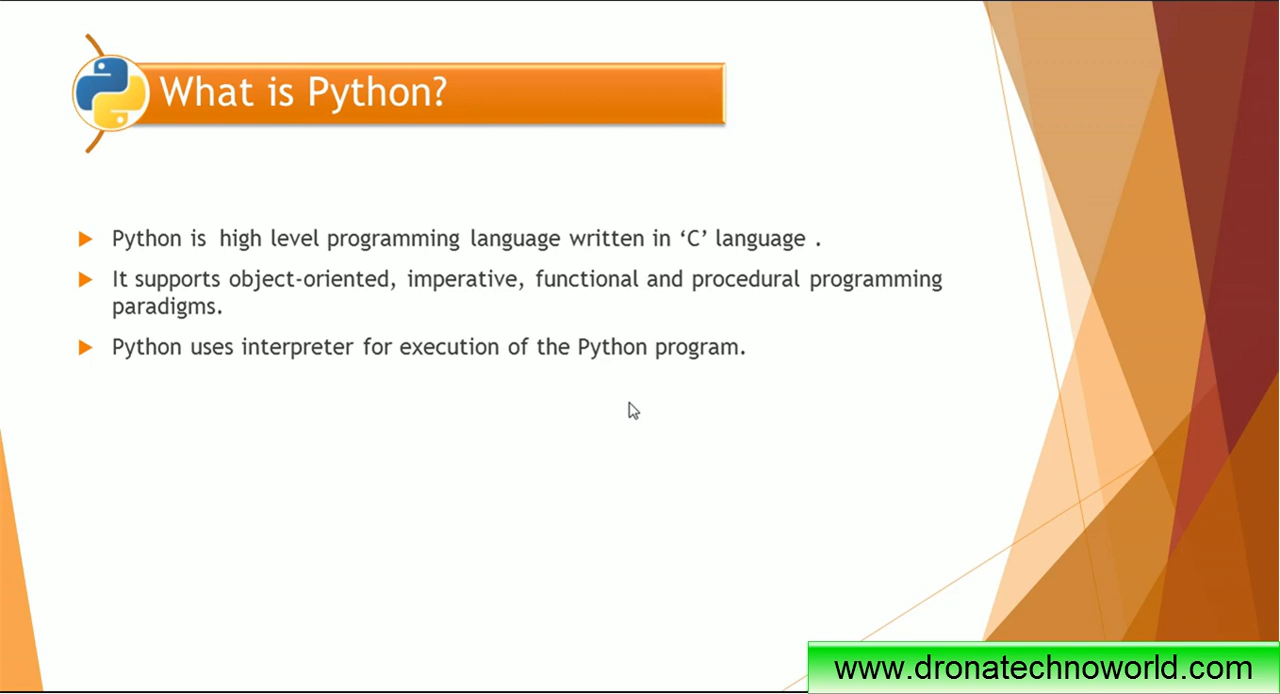 What is Python?
Python is  high level programming language written in ‘C’ language .
It supports object-oriented, imperative, functional and procedural programming
paradigms.
Python uses interpreter for execution of the Python program.
www.dronatechnoworld.com